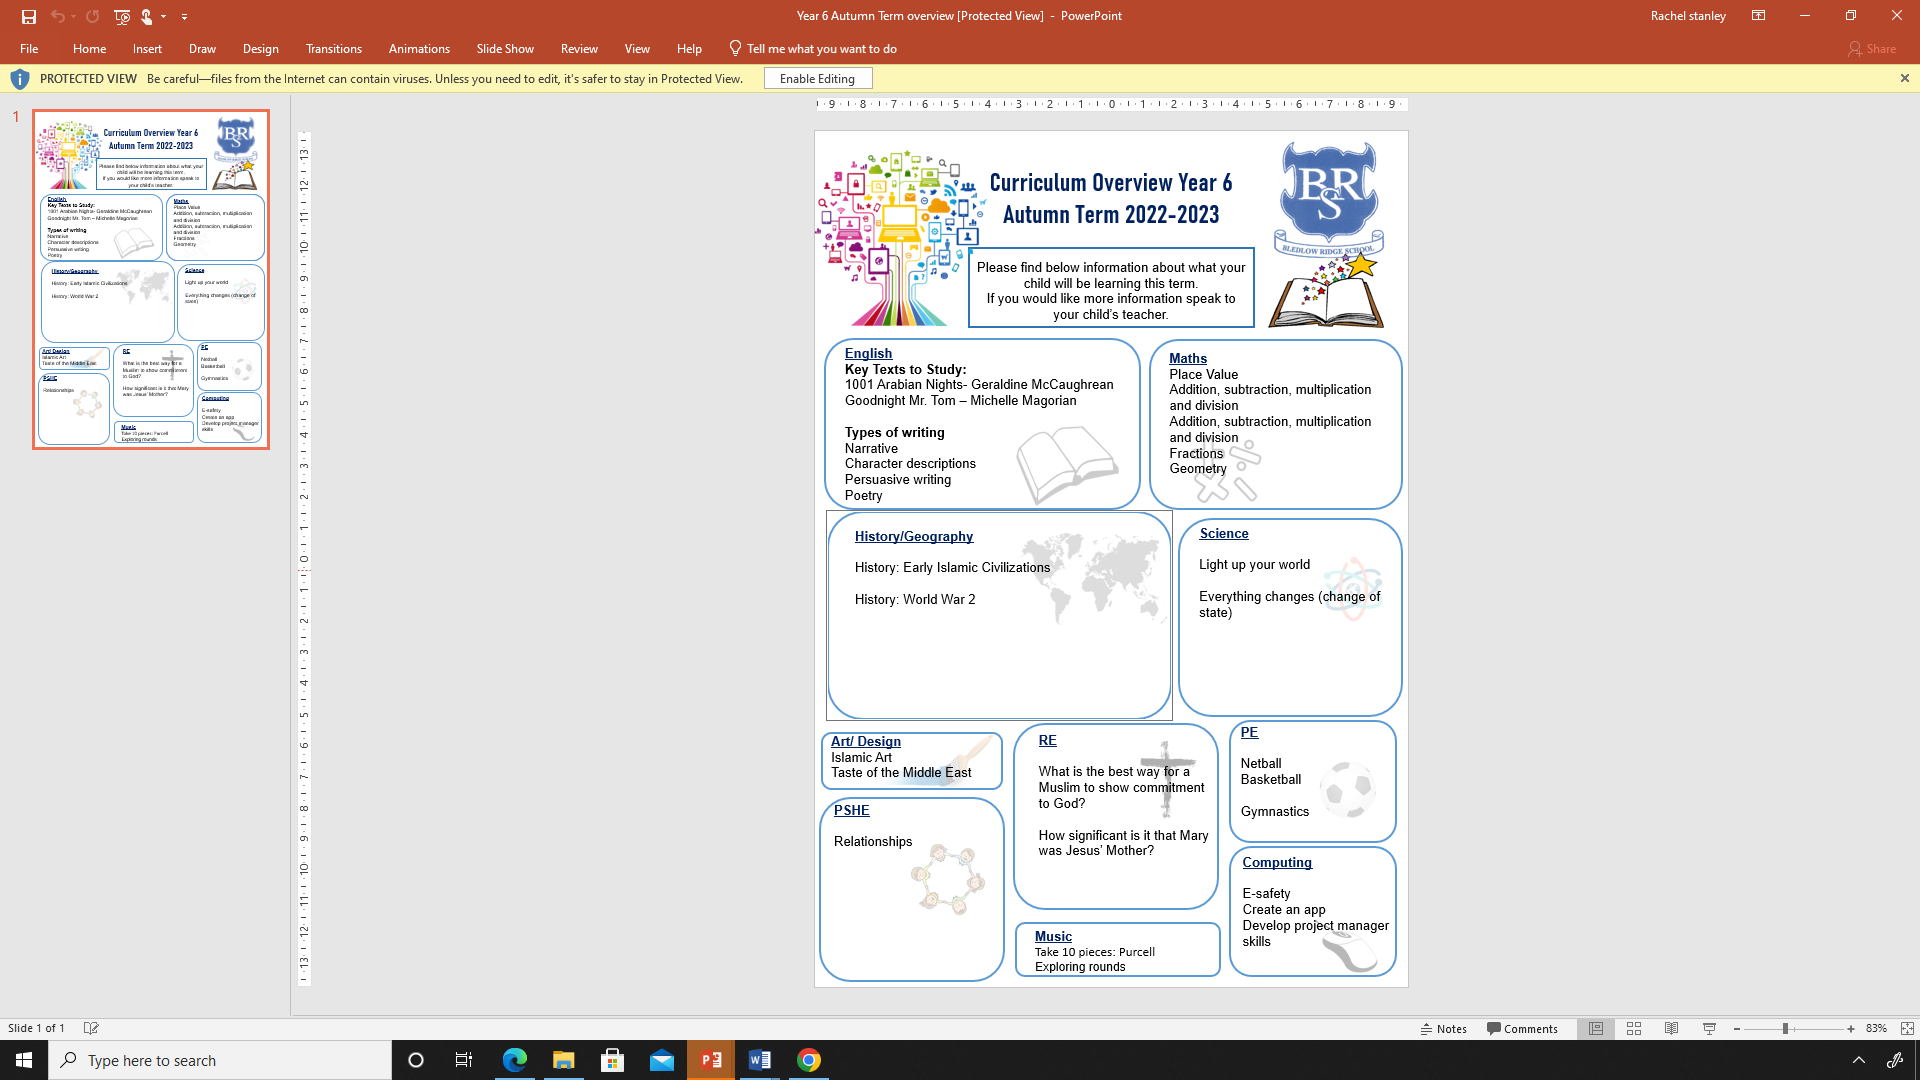 Year 6 Autumn Term overview [Protected View] - PowerPoint
Rachel stanley
File Home Insert Draw Design Transitions Animations Slide Show Review View Help Tell me what you want to do
Share
PROTECTED VIEW Be careful—files from the Internet can contain viruses. Unless you need to edit, it's safer to stay in Protected View.
Enable Editing
1
Curriculum Overview Year 6
Autumn Term 2022-2023
BRS
BLEDLOW RIDGE SCHOOL
Please find below information about what your
child will be learning this term.
If you would like more information speak to
your child's teacher.
English
Key Texts to Study:
1001 Arabian Nights- Geraldine McCaughrean
Goodnight Mr. Tom – Michelle Magorian
Types of writing
Narrative
Character descriptions
Persuasive writing
Poetry
Maths
Place Value
Addition, subtraction, multiplication
and division
Addition, subtraction, multiplication
and division
Fractions
Geometry
History/Geography
History: Early Islamic Civilizations
History: World War 2
Science
Light up your world
Everything changes (change of
state)
Art/ Design
Islamic Art
Taste of the Middle East
PSHE
Relationships
RE
What is the best way for a
Muslim to show commitment
to God?
How significant is it that Mary
was Jesus' Mother?
Music
Take 10 pieces: Purcell
Exploring rounds
PE
Netball
Basketball
Gymnastics
Computing
E-safety
Create an app
Develop project manager
skills
Slide 1 of 1
Notes
Comments
83%
Type here to search